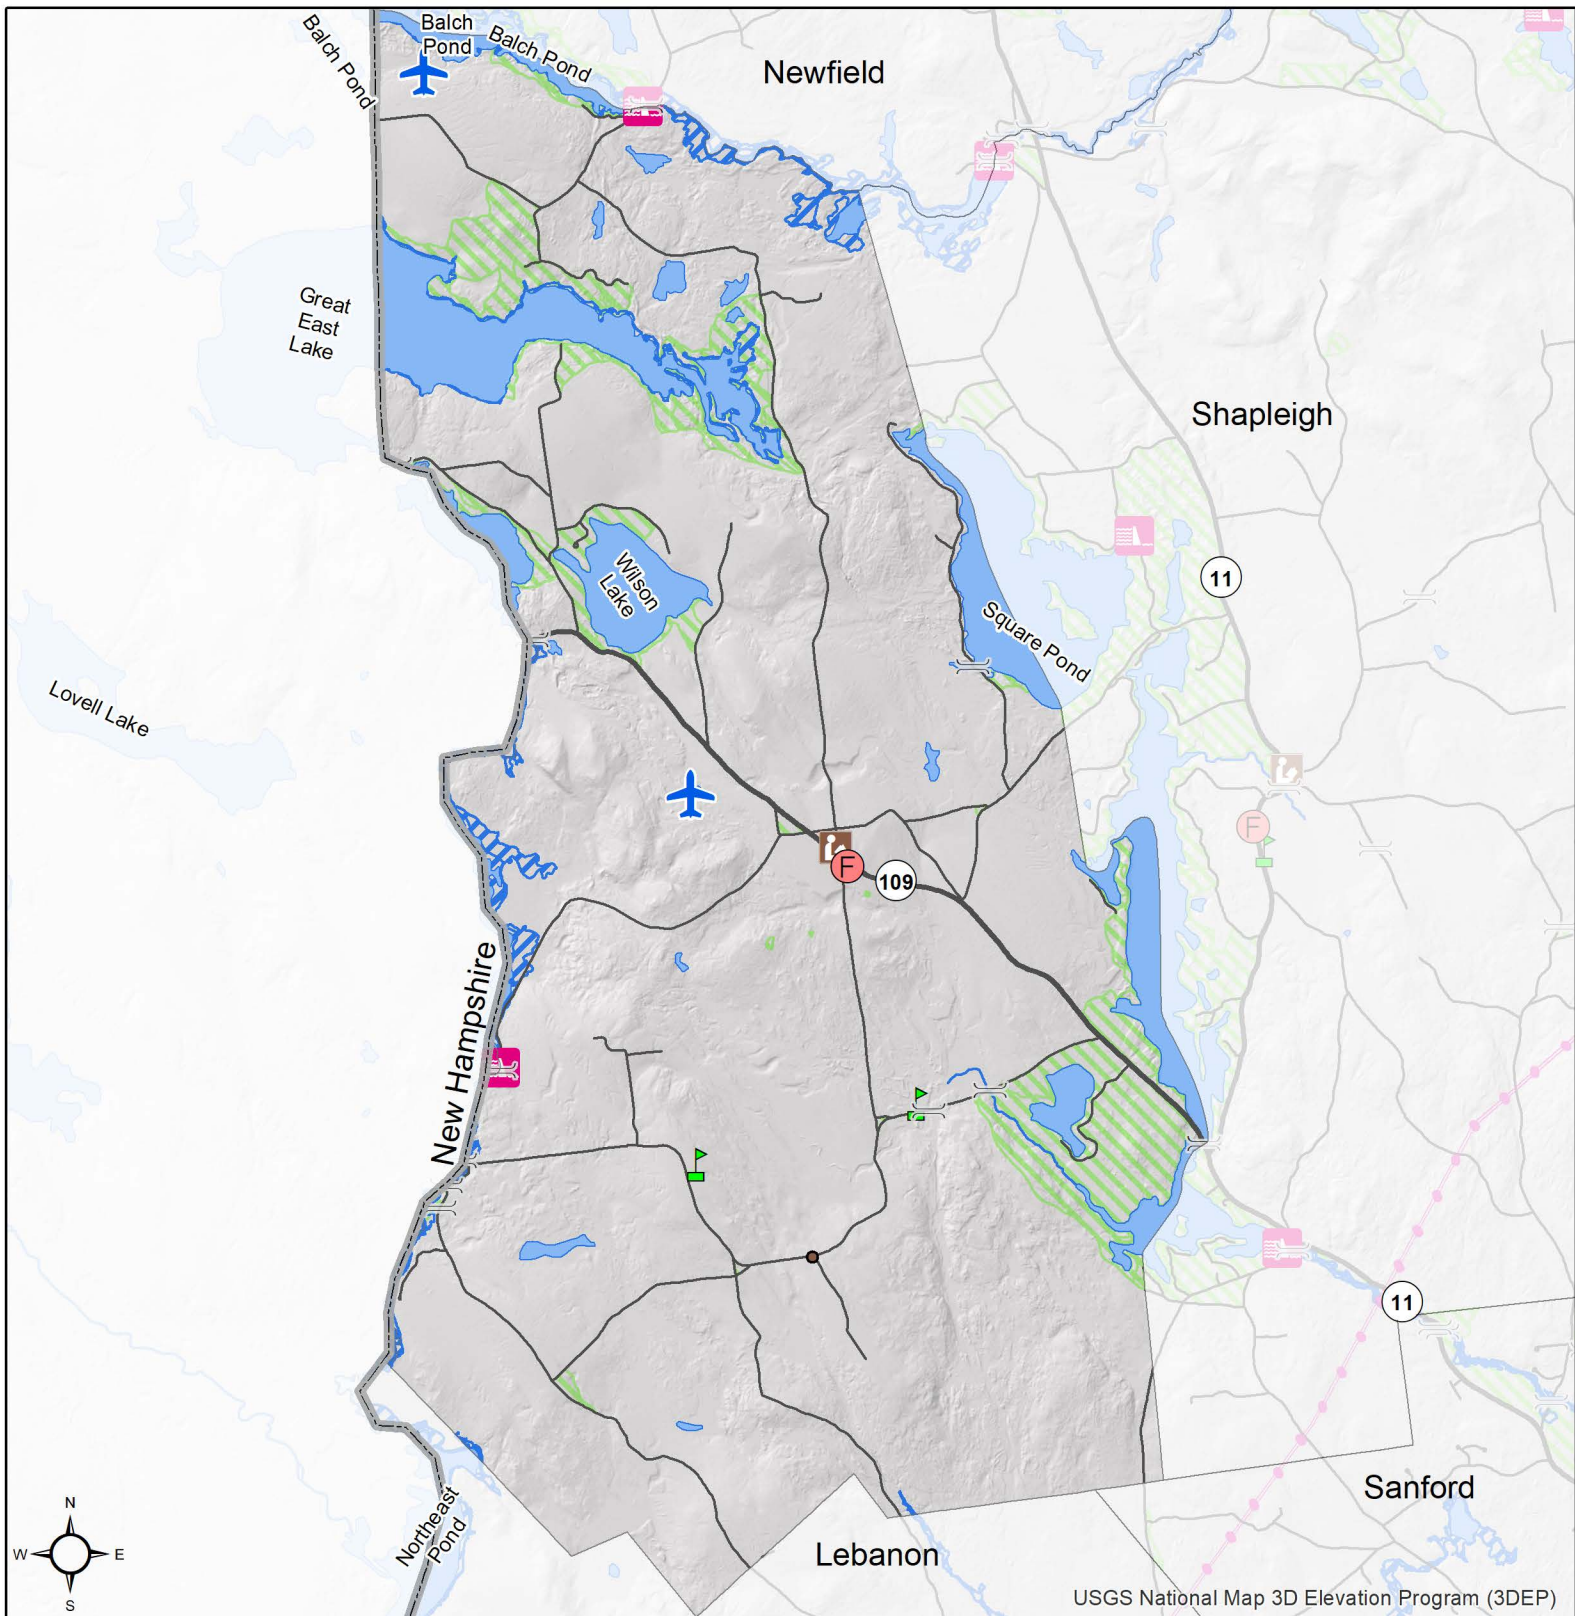 Balch
Pond
Balch Pond
Balch Pond
Newfield
Great
East
Lake
Shapleigh
11
Wilson
Lake
Square Pond
Lovell Lake
F
F
109
New Hampshire
11
Sanford
Northeast
Pond
Lebanon
N
W
E
S
USGS National Map 3D Elevation Program (3DEP)